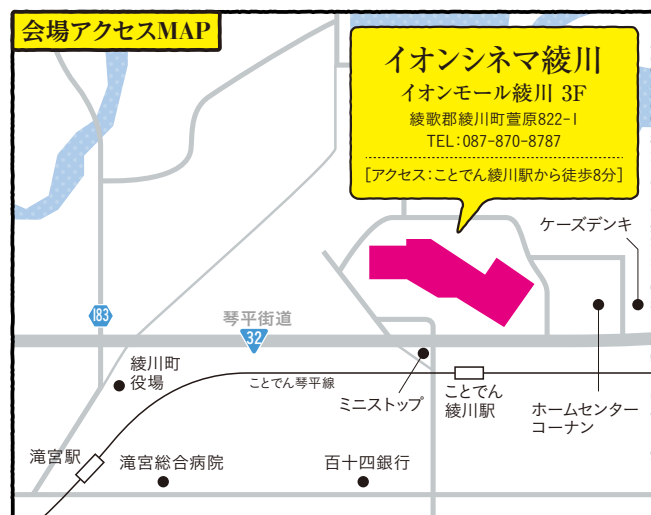 会場アクセスMAP
イオンシネマ綾川
イオンモール綾川 3F
綾歌郡綾川町萱原822-1
TEL:087-870-8787
[アクセス:ことでん綾川駅から徒歩8分]
ケーズデンキ
183
琴平街道
32
綾川町
役場
ことでん琴平線
ミニストップ
ことでん
綾川駅
ホームセンター
コーナン
滝宮駅
滝宮総合病院
百十四銀行